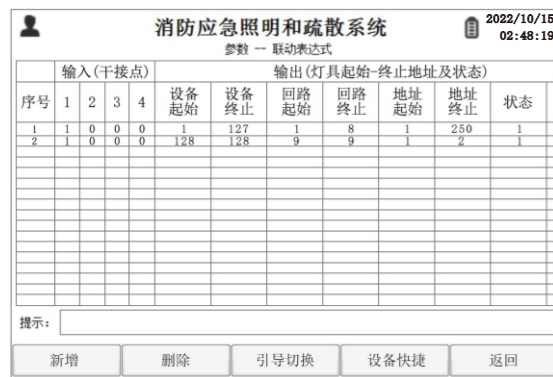 消防应急照明和疏散系统
2022/10/15
02:48:19
参数 -- 联动表达式
输入(干接点) 输出(灯具起始-终止地址及状态)
序号 1 2 3 4 设备起始 设备终止 回路起始 回路终止 地址起始 地址终止 状态
1 1 0 0 0 1 127 1 8 1 250 1
2 1 0 0 0 128 128 9 9 1 2 1
提示:
新增 删除 引导切换 设备快捷 返回